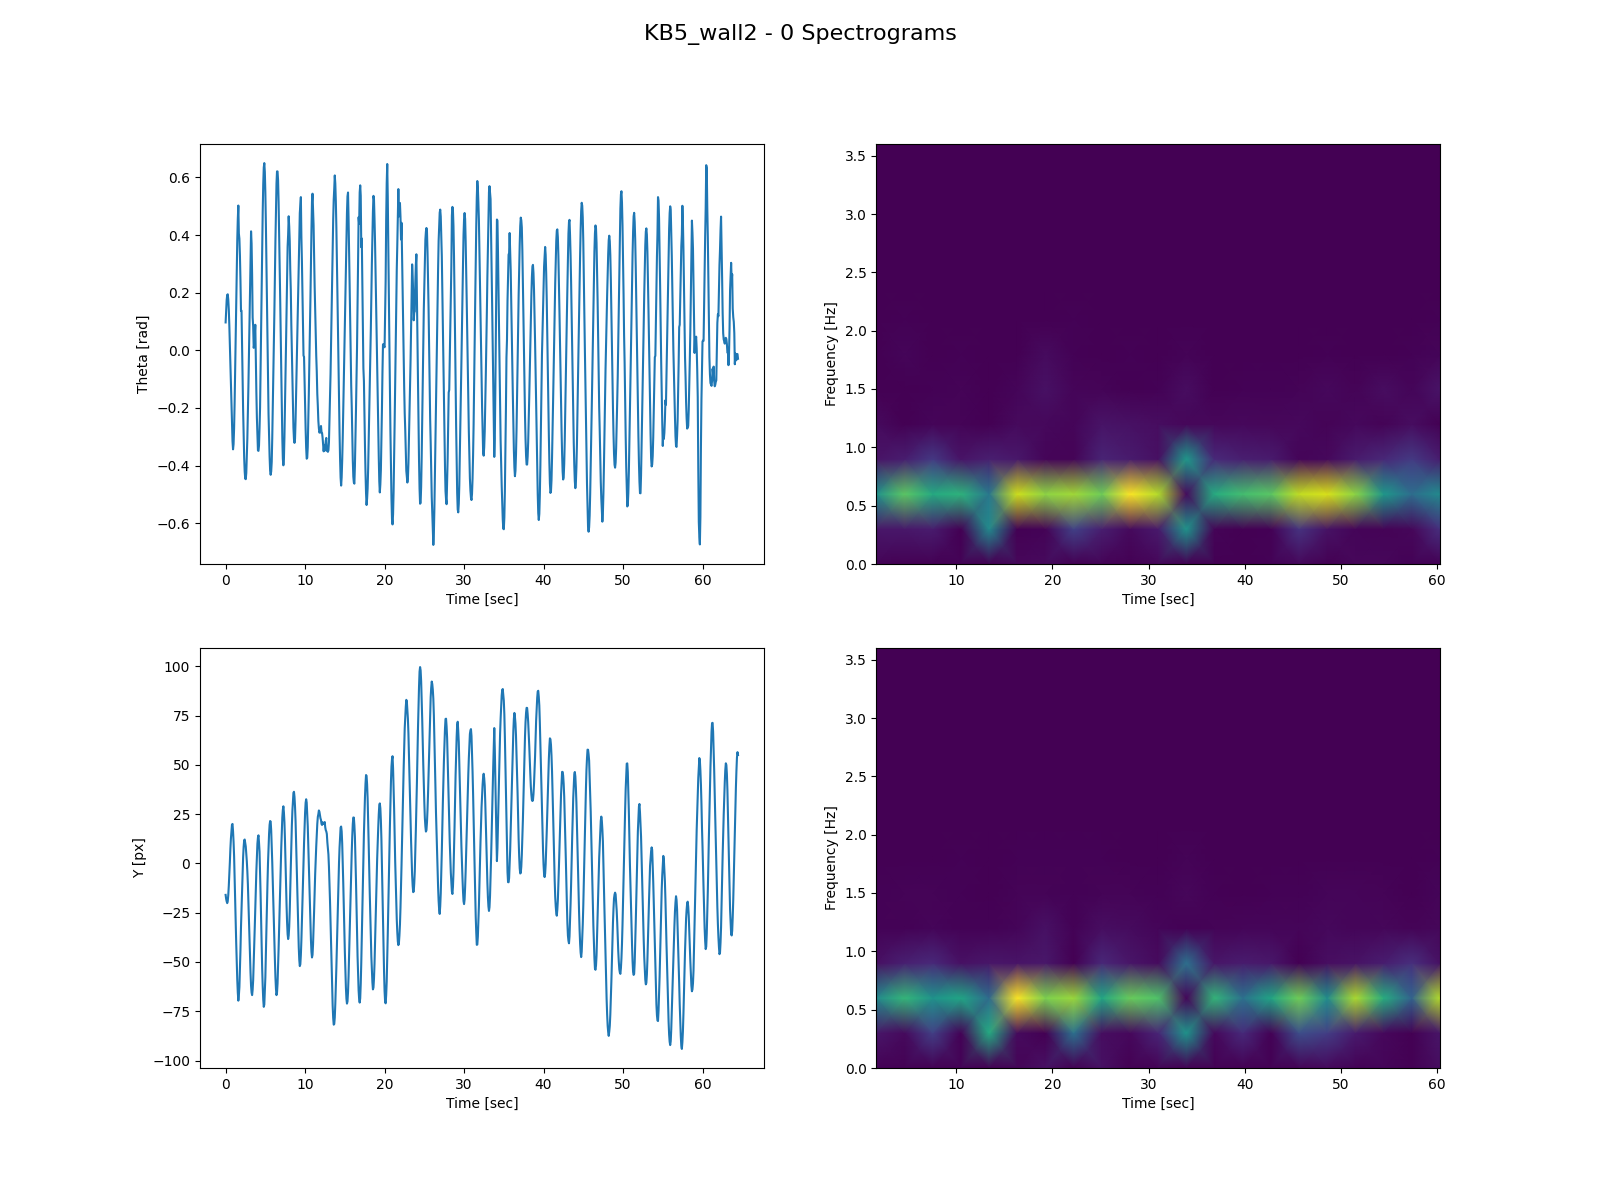 KB5_wall2 - 0 Spectrograms
0.6
0.4
0.2
0.0
−0.2
−0.4
−0.6
Theta [rad]
0 10 20 30 40 50 60
Time [sec]
3.5
3.0
2.5
2.0
1.5
1.0
0.5
0.0
Frequency [Hz]
10 20 30 40 50 60
Time [sec]
100
75
50
25
0
−25
−50
−75
−100
Y [px]
0 10 20 30 40 50 60
Time [sec]
3.5
3.0
2.5
2.0
1.5
1.0
0.5
0.0
Frequency [Hz]
10 20 30 40 50 60
Time [sec]